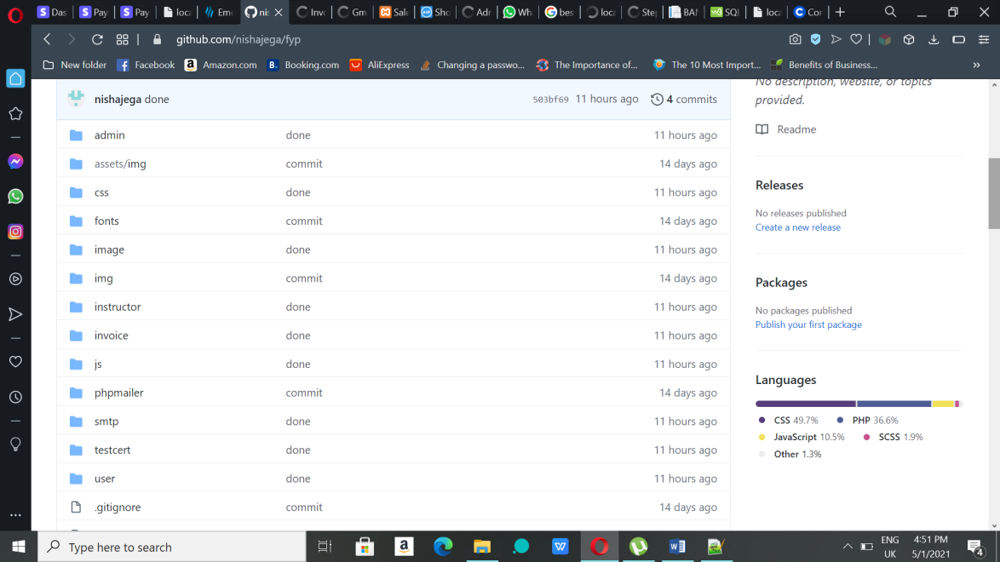 Das
Pay
Pay
loca
Eme
nis
Invo
Gm
Sale
Sho
Adr
Wha
bes
loca
Step
BAN
SQL
loca
Cor
github.com/nishajega/fyp
New folder
Facebook
Amazon.com
Booking.com
AliExpress
Changing a passwo...
The Importance of...
The 10 Most Import...
Benefits of Business...
nishajega done
503bf69 11 hours ago
4 commits
admin done 11 hours ago
assets/img commit 14 days ago
css done 11 hours ago
fonts commit 14 days ago
image done 11 hours ago
img commit 14 days ago
instructor done 11 hours ago
invoice done 11 hours ago
js done 11 hours ago
phpmailer commit 14 days ago
smtp done 11 hours ago
testcert done 11 hours ago
user done 11 hours ago
.gitignore commit 14 days ago
No description, website, or topics
provided.
Readme
Releases
No releases published
Create a new release
Packages
No packages published
Publish your first package
Languages
CSS 49.7% PHP 36.6%
JavaScript 10.5% SCSS 1.9%
Other 1.3%
Type here to search
ENG
UK
4:51 PM
5/1/2021
4